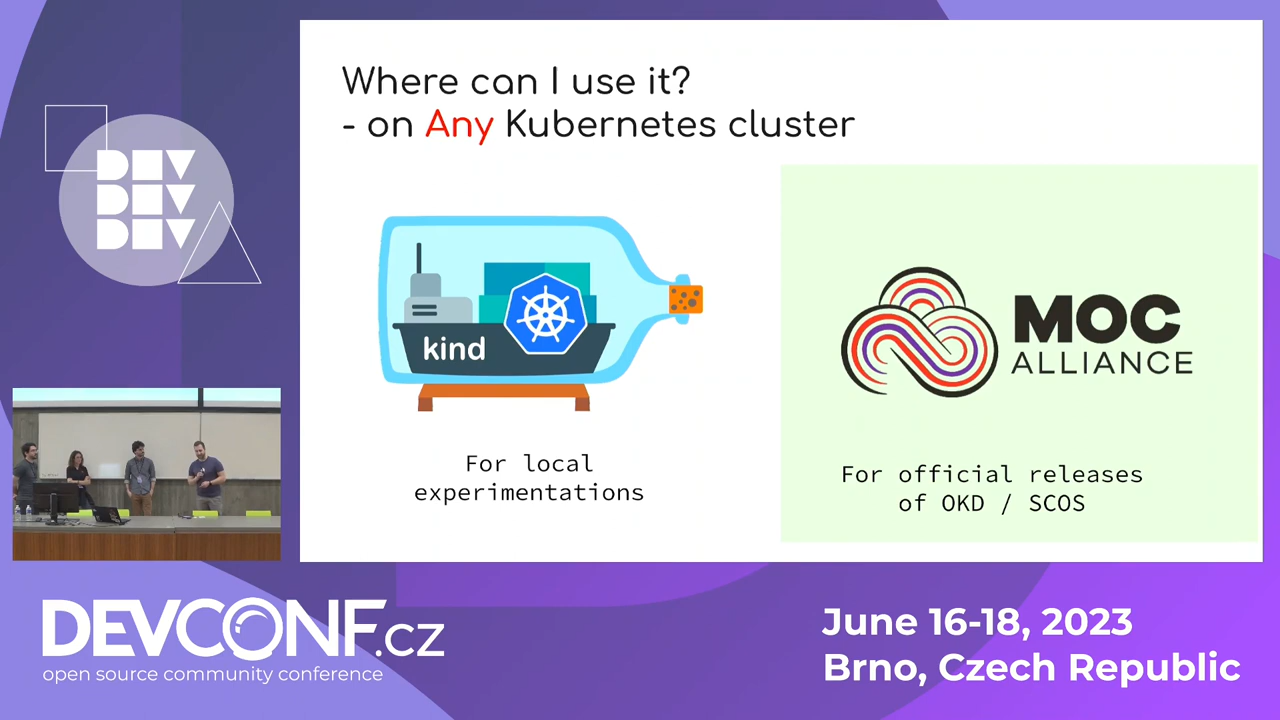 Where can I use it?
- on Any Kubernetes cluster
DEV
DEV
DEV
kind
MOC
ALLIANCE
For local
experimentations
For official releases
of OKD / SCOS
DEVCONF.cz
open source community conference
June 16-18, 2023
Brno, Czech Republic